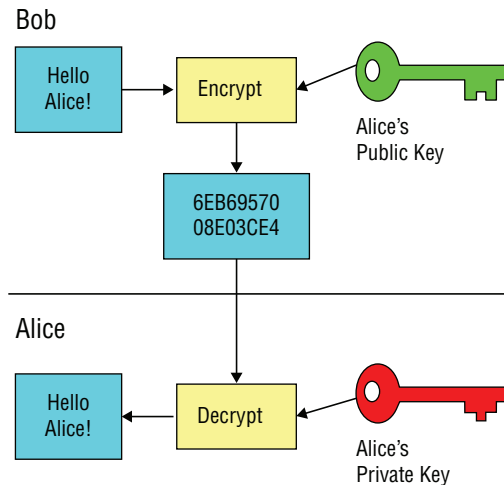 Bob
Hello
Alice!
Encrypt
Alice's
Public Key
6EB69570
08E03CE4
Alice
Hello
Alice!
Decrypt
Alice's
Private Key